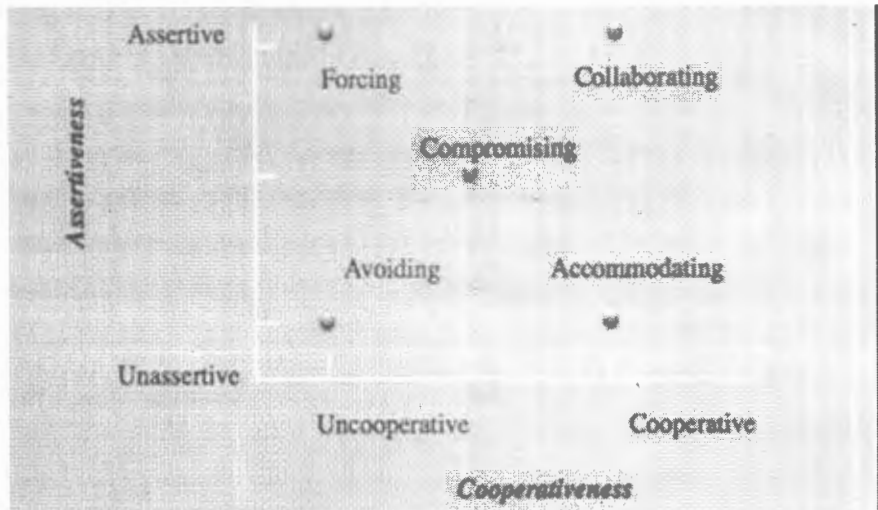 Assertive
Forcing Collaborating
Compromising
Assertiveness
Avoiding Accommodating
Unassertive
Uncooperative Cooperative
Cooperativeness